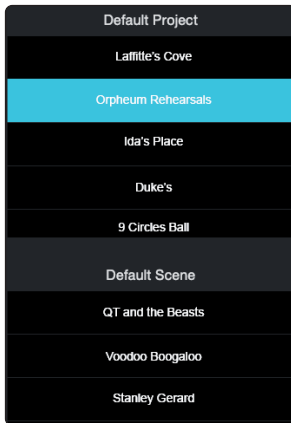 Default Project
Laffitte's Cove
Orpheum Rehearsals
Ida's Place
Duke's
9 Circles Ball
Default Scene
QT and the Beasts
Voodoo Boogaloo
Stanley Gerard